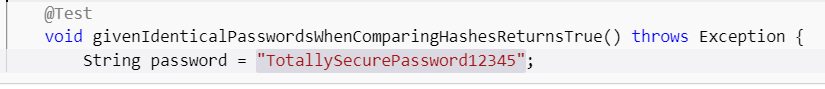 @Test
void givenIdenticalPasswordsWhenComparingHashesReturnsTrue() throws Exception {
String password = "TotallySecurePassword12345";